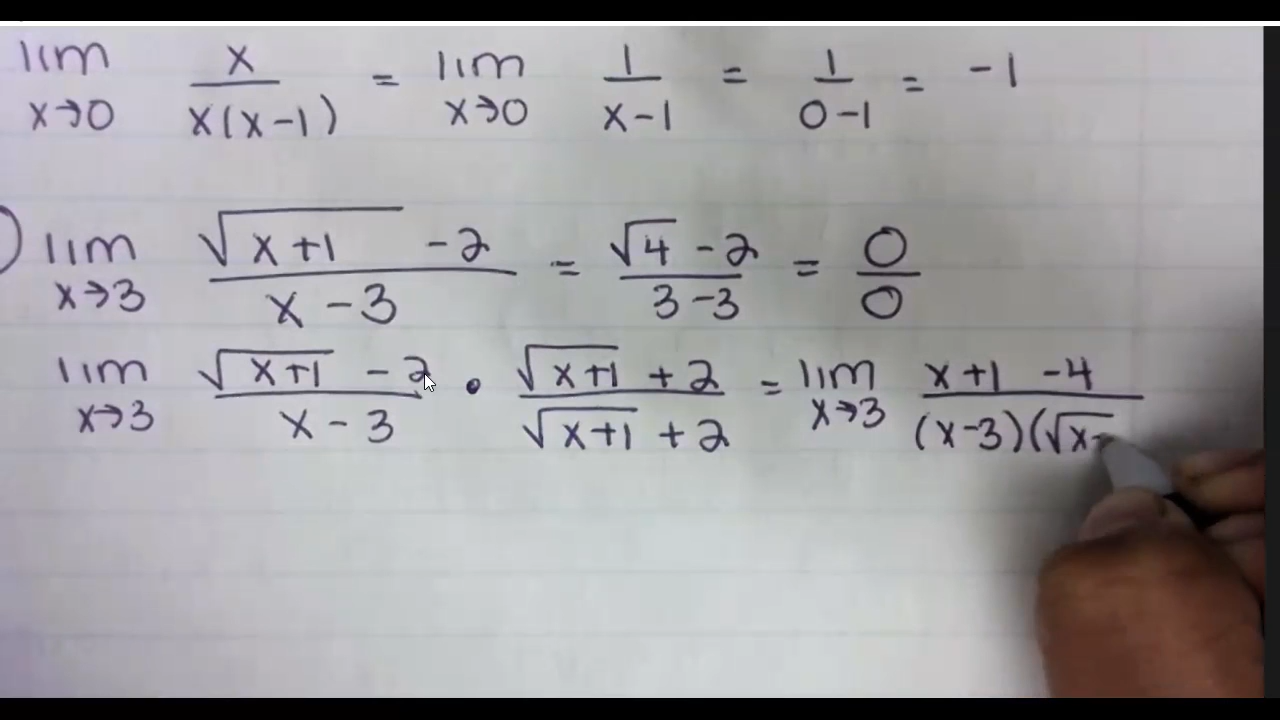 lim x→0 x / x(x-1) = lim x→0 1 / x-1 = 1 / 0-1 = -1
) lim x→3 √x+1 -2 / x-3 = √4 -2 / 3-3 = 0 / 0
lim x→3 √x+1 -2 / x-3 • √x+1 +2 / √x+1 +2 = lim x→3 x+1 -4 / (x-3)(√x